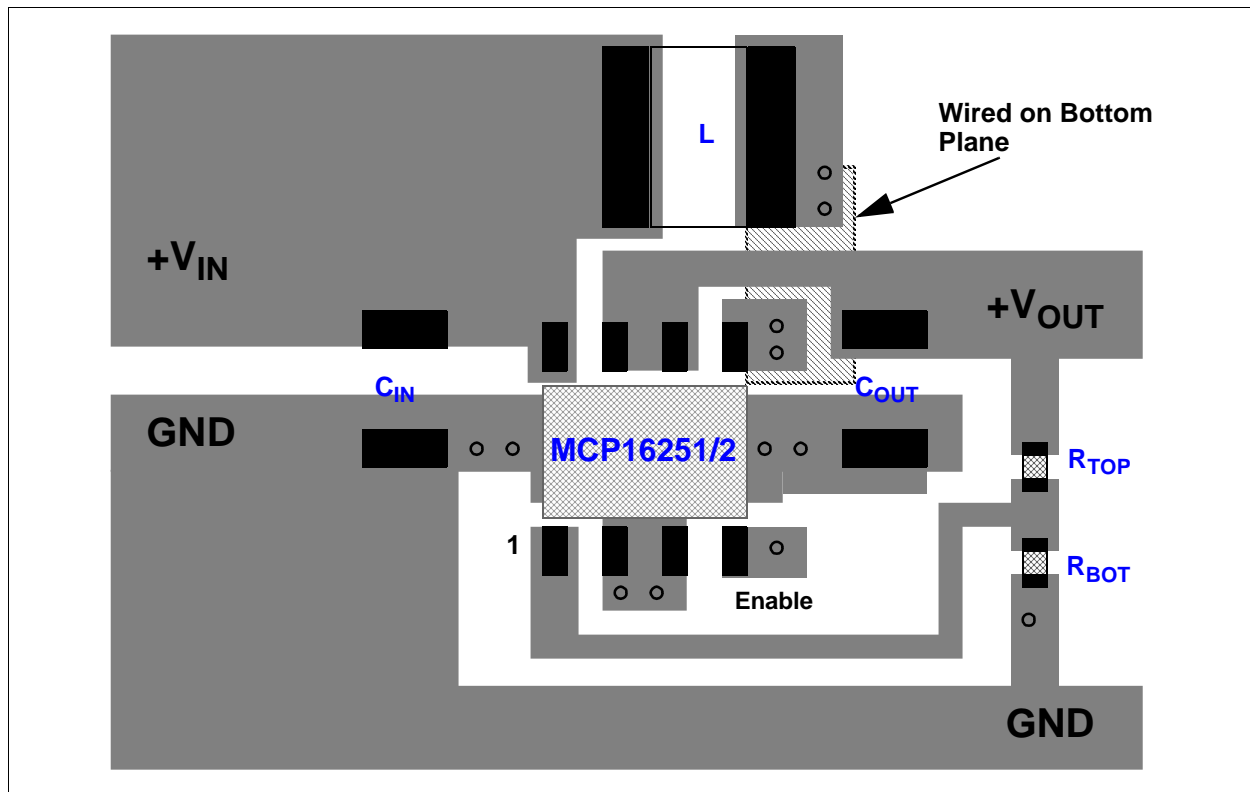 L
Wired on Bottom
Plane
+VIN
+VOUT
CIN
COUT
GND
MCP16251/2
RTOP
1
RBOT
Enable
GND